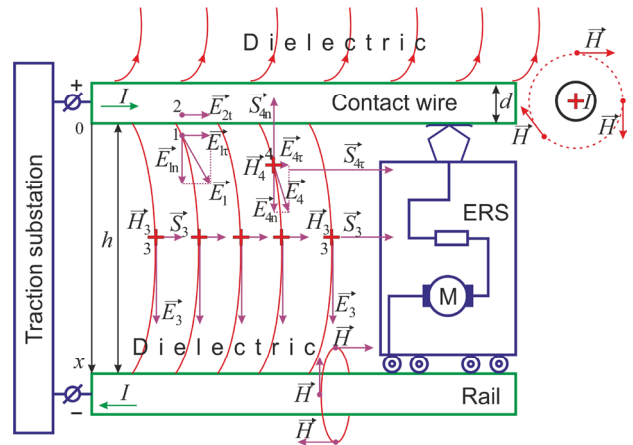 Dielectric
H
+
I
2
E2τ
S4n
Contact wire
d
I
0
1
E1τ
4
E4τ
S4τ
H
H
E1n
H4
E1
E4
E4n
ERS
Traction substation
h
H3
S3
H3
S3
3
3
M
E3
E3
Dielectric
H
x
I
H
Rail
−
H